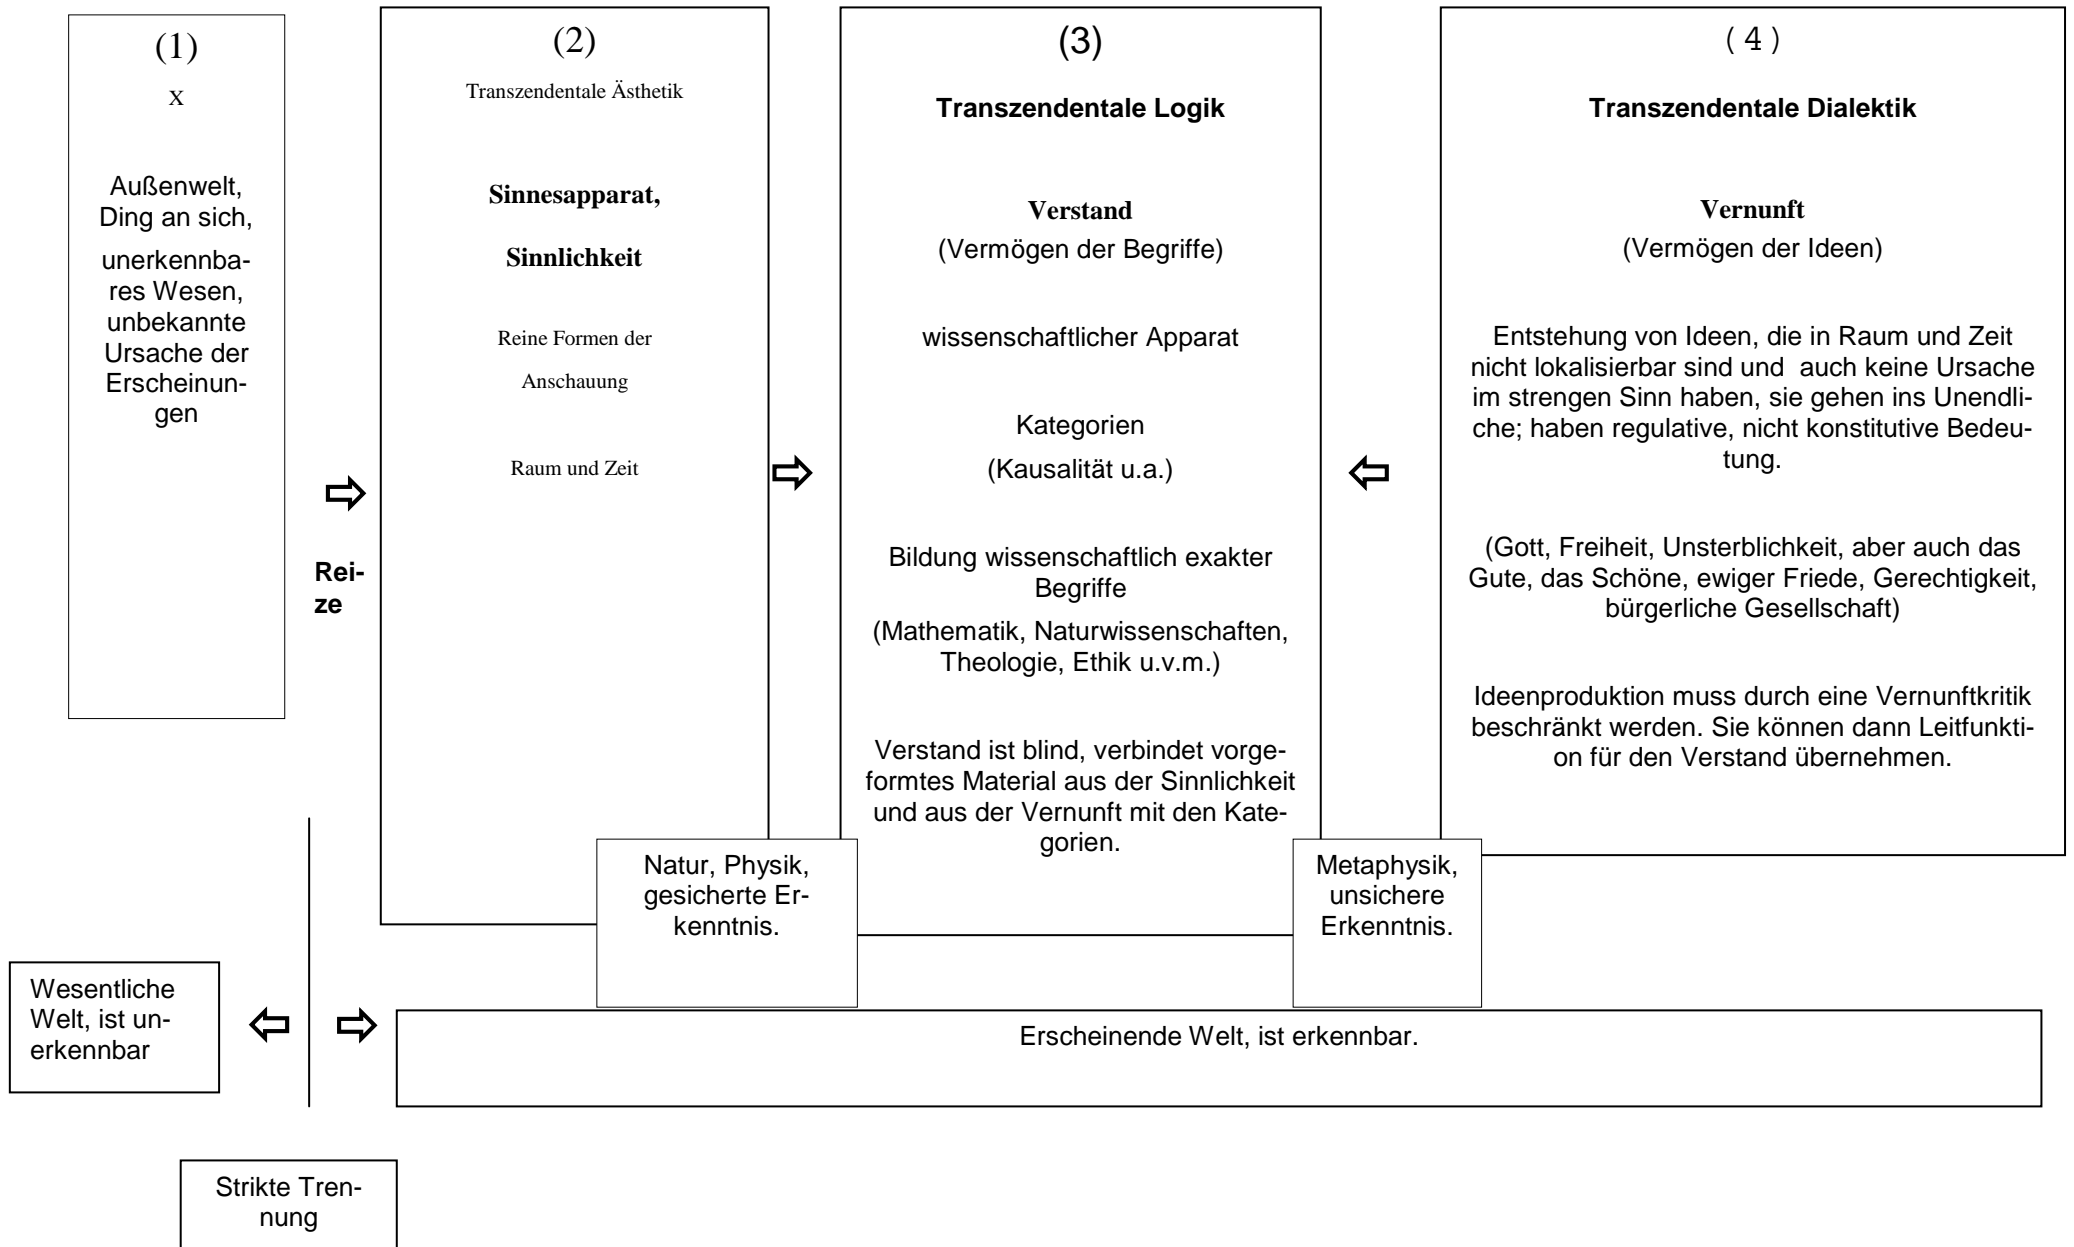 (1)
X
Außenwelt,
Ding an sich,
unerkennba-
res Wesen,
unbekannte
Ursache der
Erscheinun-
gen
Rei-
ze
(2)
Transzendentale Ästhetik
Sinnesapparat,
Sinnlichkeit
Reine Formen der
Anschauung
Raum und Zeit
(3)
Transzendentale Logik
Verstand
(Vermögen der Begriffe)
wissenschaftlicher Apparat
Kategorien
(Kausalität u.a.)
Bildung wissenschaftlich exakter
Begriffe
(Mathematik, Naturwissenschaften,
Theologie, Ethik u.v.m.)
Verstand ist blind, verbindet vorge-
formtes Material aus der Sinnlichkeit
und aus der Vernunft mit den Kate-
gorien.
(4)
Transzendentale Dialektik
Vernunft
(Vermögen der Ideen)
Entstehung von Ideen, die in Raum und Zeit
nicht lokalisierbar sind und  auch keine Ursache
im strengen Sinn haben, sie gehen ins Unendli-
che; haben regulative, nicht konstitutive Bedeu-
tung.
(Gott, Freiheit, Unsterblichkeit, aber auch das
Gute, das Schöne, ewiger Friede, Gerechtigkeit,
bürgerliche Gesellschaft)
Ideenproduktion muss durch eine Vernunftkritik
beschränkt werden. Sie können dann Leitfunkti-
on für den Verstand übernehmen.
Natur, Physik,
gesicherte Er-
kenntnis.
Metaphysik,
unsichere
Erkenntnis.
Wesentliche
Welt, ist un-
erkennbar
Erscheinende Welt, ist erkennbar.
Strikte Tren-
nung